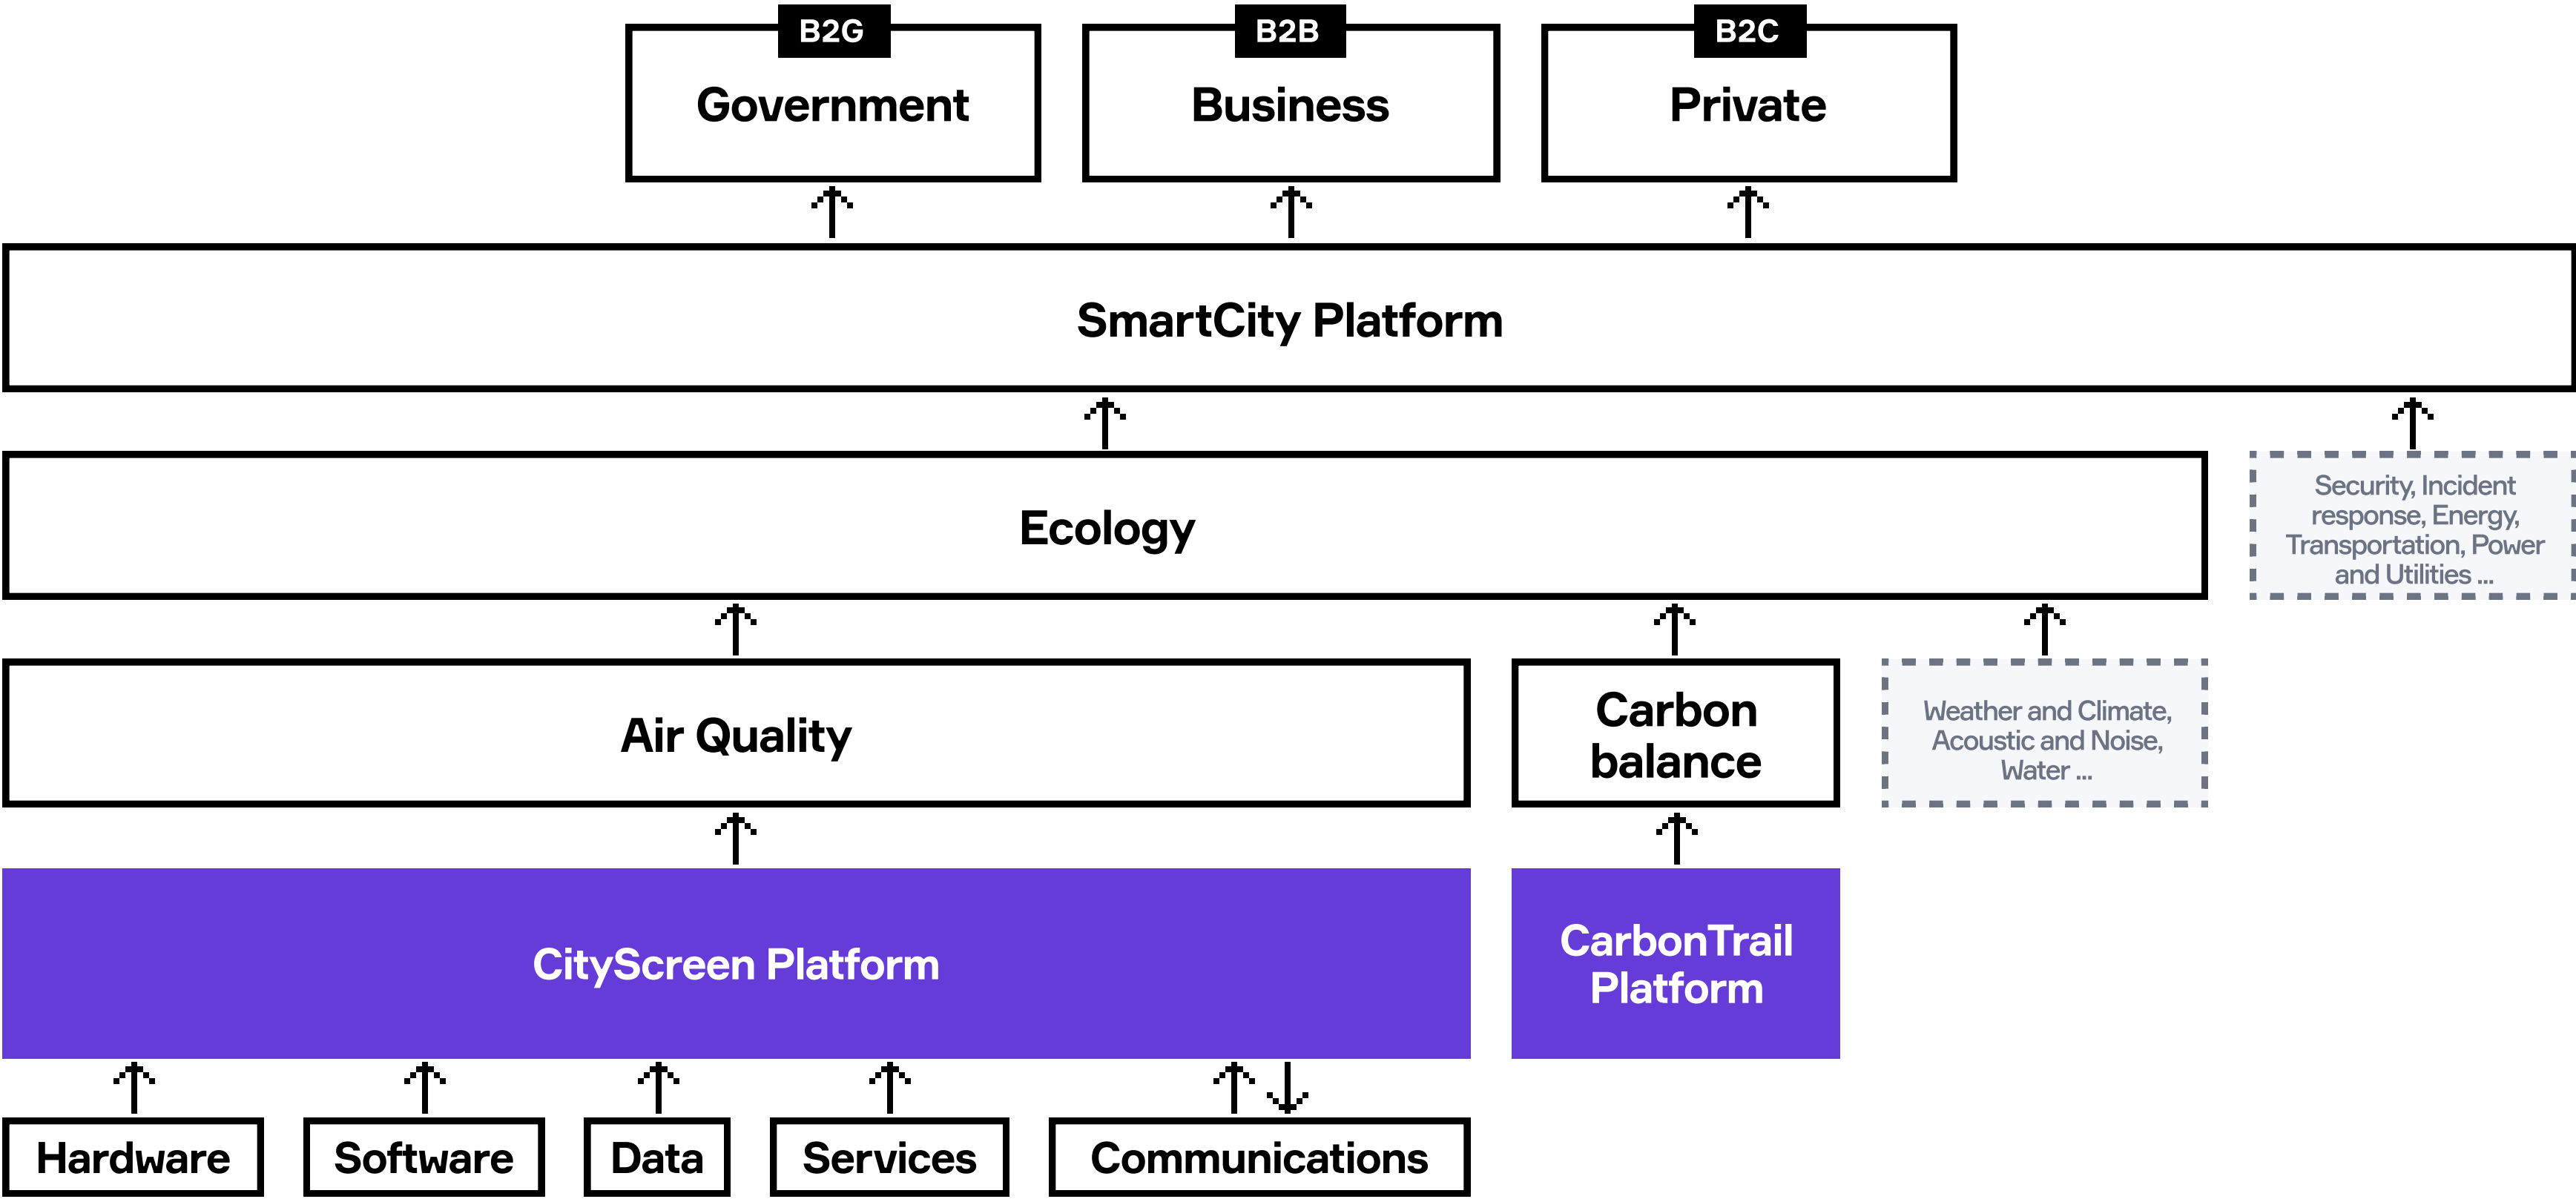 B2G
B2B
B2C
Government
Business
Private
SmartCity Platform
Ecology
Security, Incident
response, Energy,
Transportation, Power
and Utilities ...
Air Quality
Carbon
balance
Weather and Climate,
Acoustic and Noise,
Water ...
CityScreen Platform
CarbonTrail
Platform
Hardware
Software
Data
Services
Communications